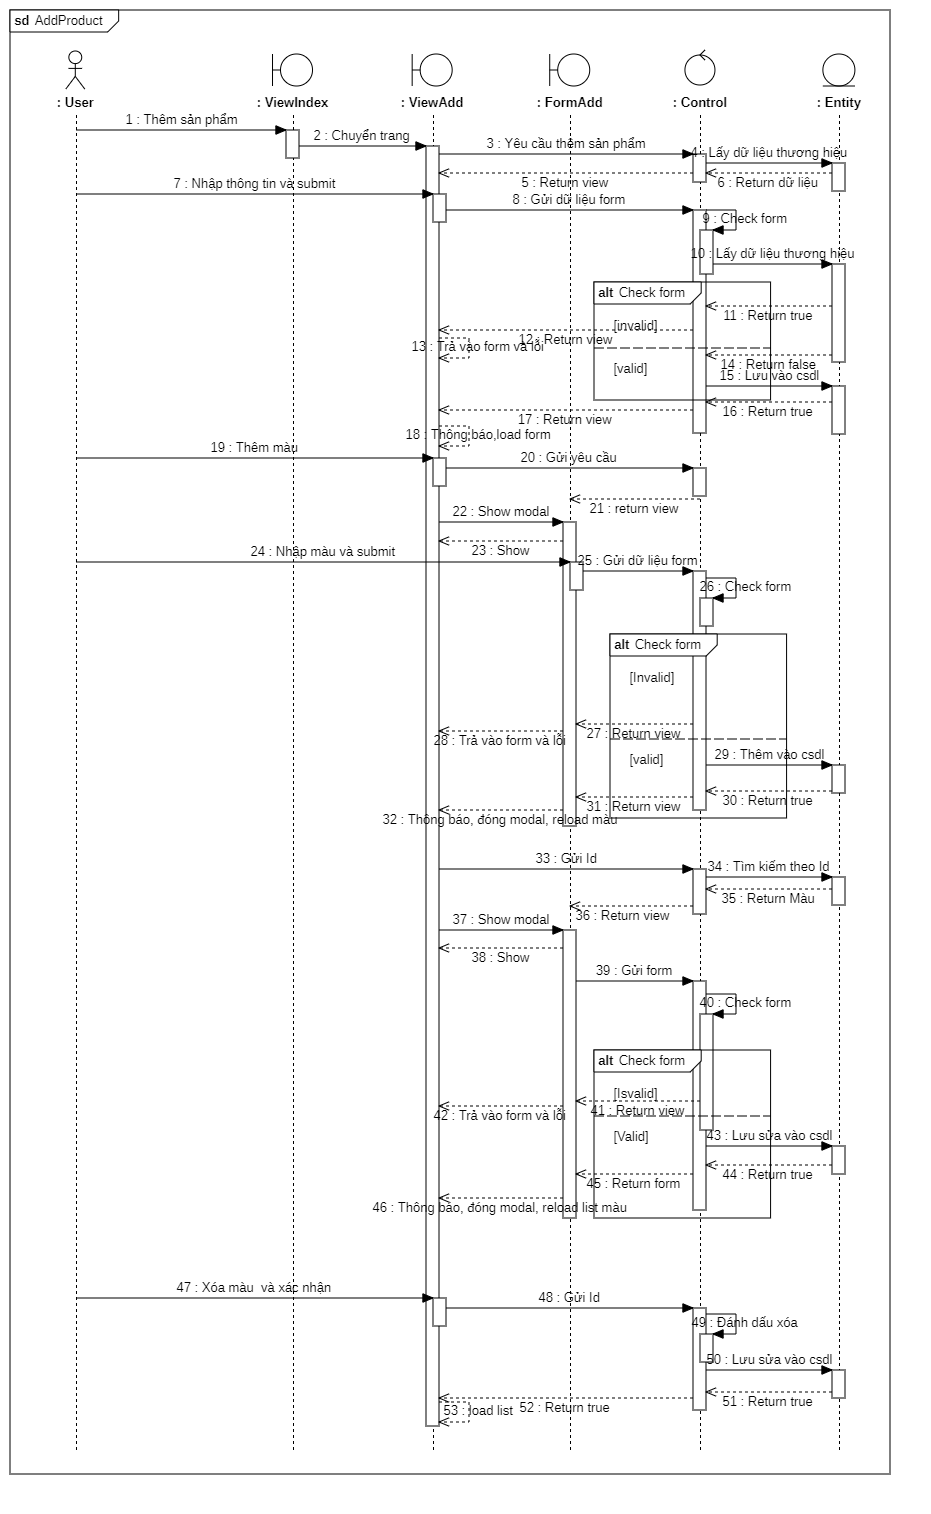 sd AddProduct
: User
: ViewIndex
: ViewAdd
: FormAdd
: Control
: Entity
1 : Thêm sản phẩm
2 : Chuyển trang
3 : Yêu cầu thêm sản phẩm
4 : Lấy dữ liệu thương hiệu
5 : Return view
6 : Return dữ liệu
7 : Nhập thông tin và submit
8 : Gửi dữ liệu form
9 : Check form
10 : Lấy dữ liệu thương hiệu
alt Check form
11 : Return true
[invalid]
12 : Return view
13 : Trả vào form và lỗi
14 : Return false
[valid]
15 : Lưu vào csdl
16 : Return true
17 : Return view
18 : Thông báo,load form
19 : Thêm màu
20 : Gửi yêu cầu
21 : return view
22 : Show modal
23 : Show
24 : Nhập màu và submit
25 : Gửi dữ liệu form
26 : Check form
alt Check form
[Invalid]
27 : Return view
28 : Trả vào form và lỗi
29 : Thêm vào csdl
[valid]
30 : Return true
31 : Return view
32 : Thông báo, đóng modal, reload màu
33 : Gửi Id
34 : Tìm kiếm theo Id
35 : Return Màu
36 : Return view
37 : Show modal
38 : Show
39 : Gửi form
40 : Check form
alt Check form
[Isvalid]
41 : Return view
42 : Trả vào form và lỗi
[Valid]
43 : Lưu sửa vào csdl
44 : Return true
45 : Return form
46 : Thông báo, đóng modal, reload list màu
47 : Xóa màu  và xác nhận
48 : Gửi Id
49 : Đánh dấu xóa
50 : Lưu sửa vào csdl
51 : Return true
52 : Return true
53 : load list